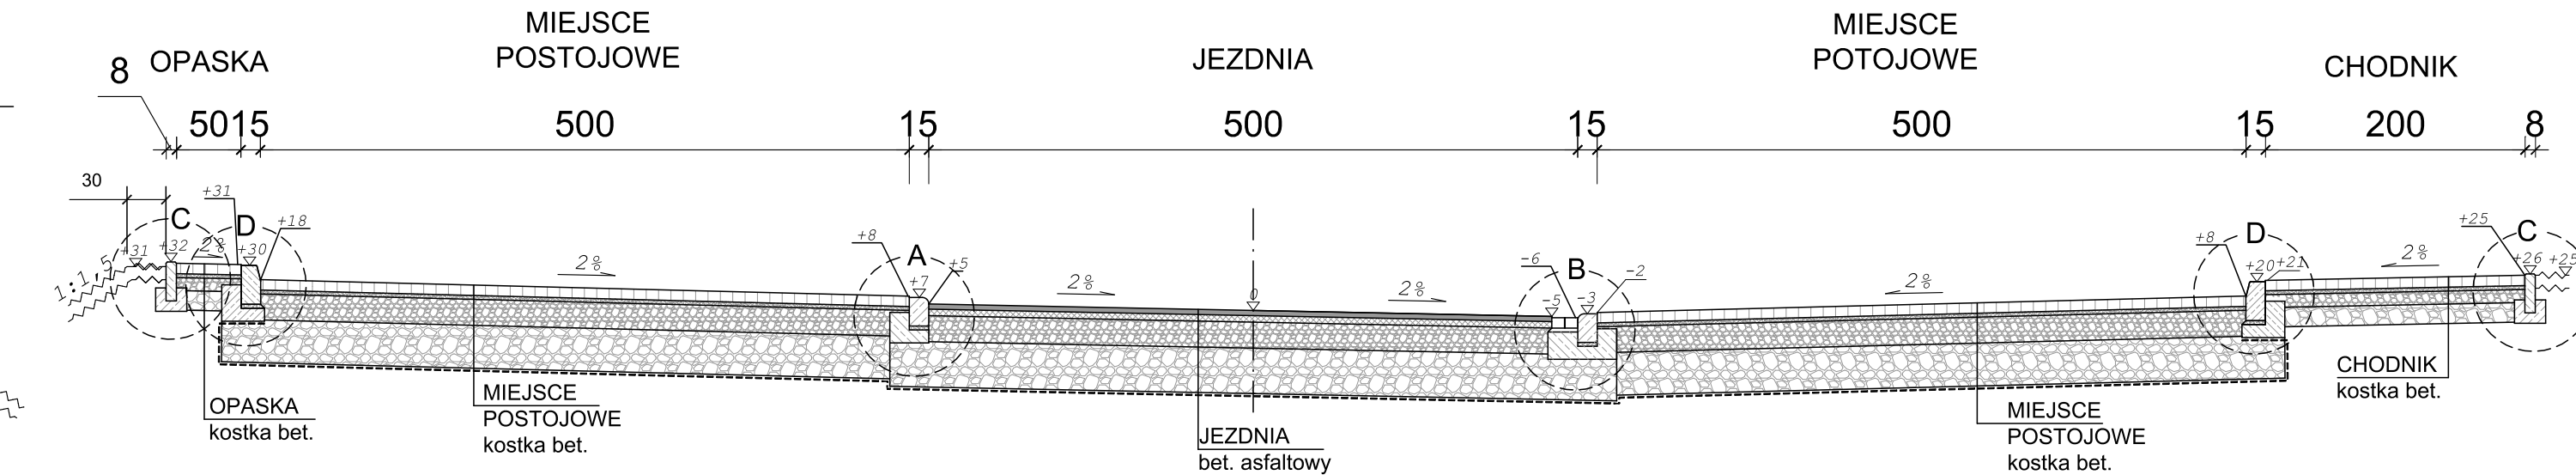 MIEJSCE
POSTOJOWE
MIEJSCE
POTOJOWE
8 OPASKA
JEZDNIA
CHODNIK
50 15 500 15 500 15 500 15 200 8
30
+31
C
D
+18
+31
+32
2%
+30
1:1,5
2%
+8
A
+7
+5
2%
0
2%
-6
B
-5
-3
-2
2%
+8
D
+20
+21
2%
+25
C
+26
+25
OPASKA
kostka bet.
MIEJSCE
POSTOJOWE
kostka bet.
JEZDNIA
bet. asfaltowy
MIEJSCE
POSTOJOWE
kostka bet.
CHODNIK
kostka bet.